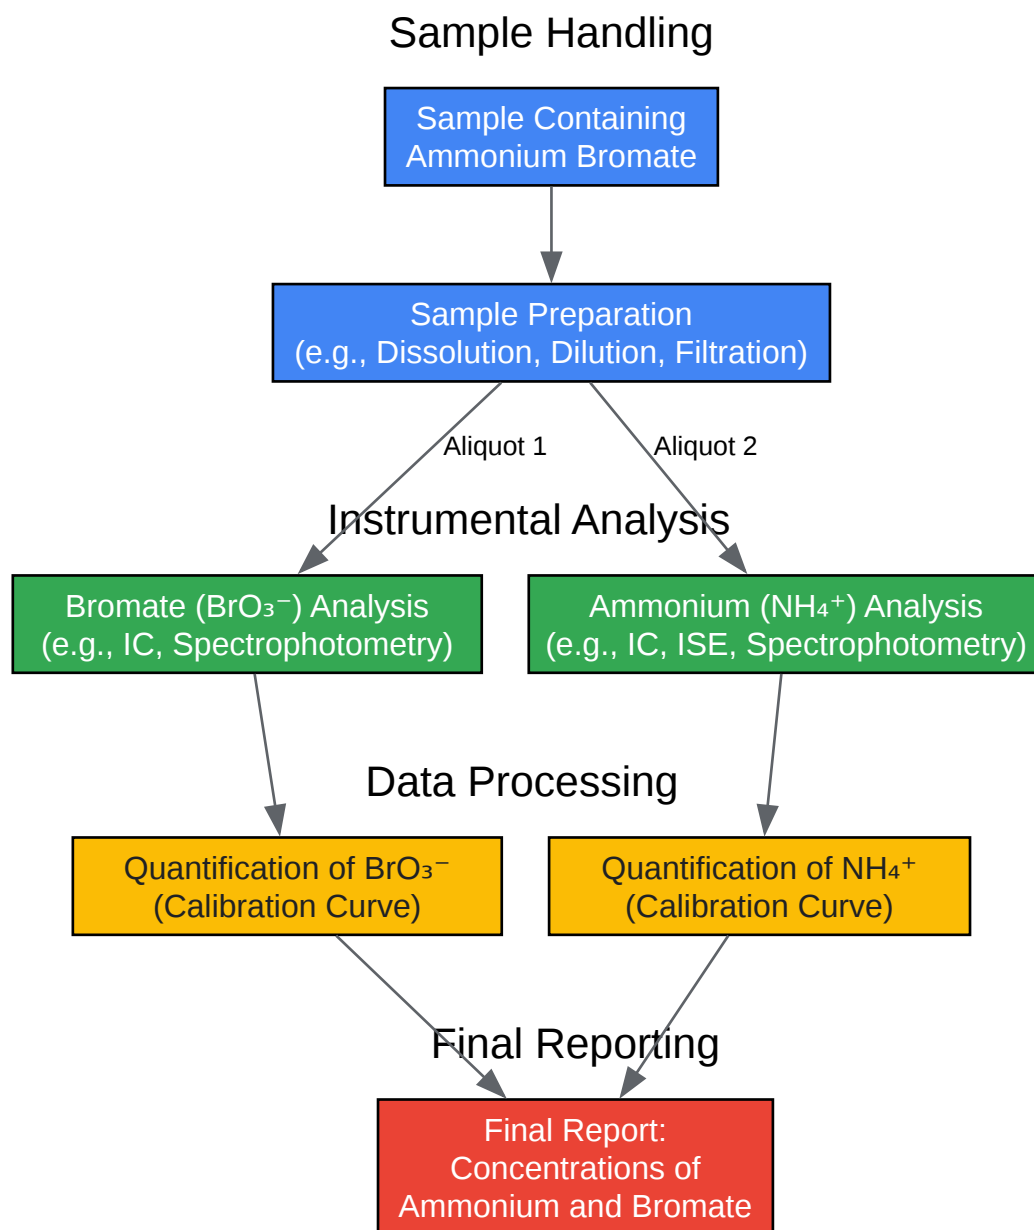 Sample Handling
Sample Containing
Ammonium Bromate
Sample Preparation
(e.g., Dissolution, Dilution, Filtration)
Aliquot 1
Aliquot 2
Instrumental Analysis
Bromate (BrO₃⁻) Analysis
(e.g., IC, Spectrophotometry)
Ammonium (NH₄⁺) Analysis
(e.g., IC, ISE, Spectrophotometry)
Data Processing
Quantification of BrO₃⁻
(Calibration Curve)
Quantification of NH₄⁺
(Calibration Curve)
Final Reporting
Final Report:
Concentrations of
Ammonium and Bromate